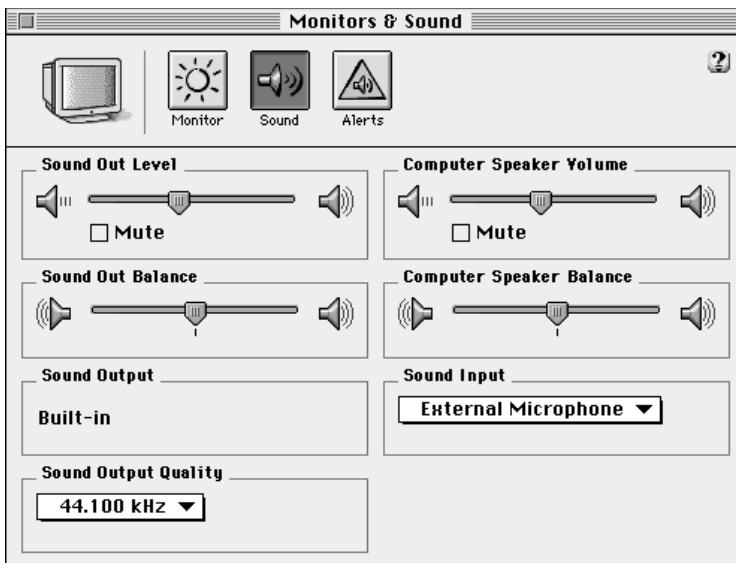 Monitors & Sound
Monitor
Sound
Alerts
Sound Out Level
Mute
Computer Speaker Volume
Mute
Sound Out Balance
Computer Speaker Balance
Sound Output
Built-in
Sound Input
External Microphone
Sound Output Quality
44.100 kHz